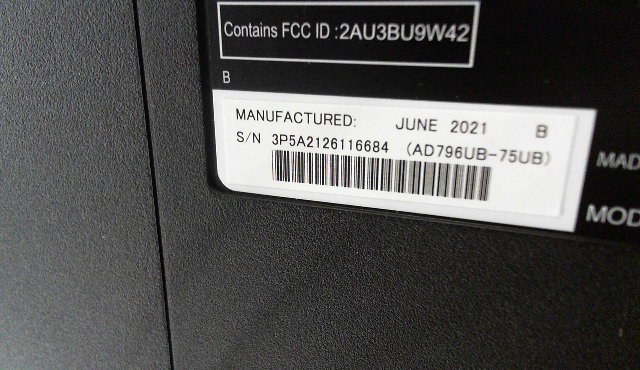 Contains FCC ID :2AU3BU9W42
B
MANUFACTURED: JUNE 2021 B
S/N 3P5A2126116684 (AD796UB-75UB)
MAD
MOD